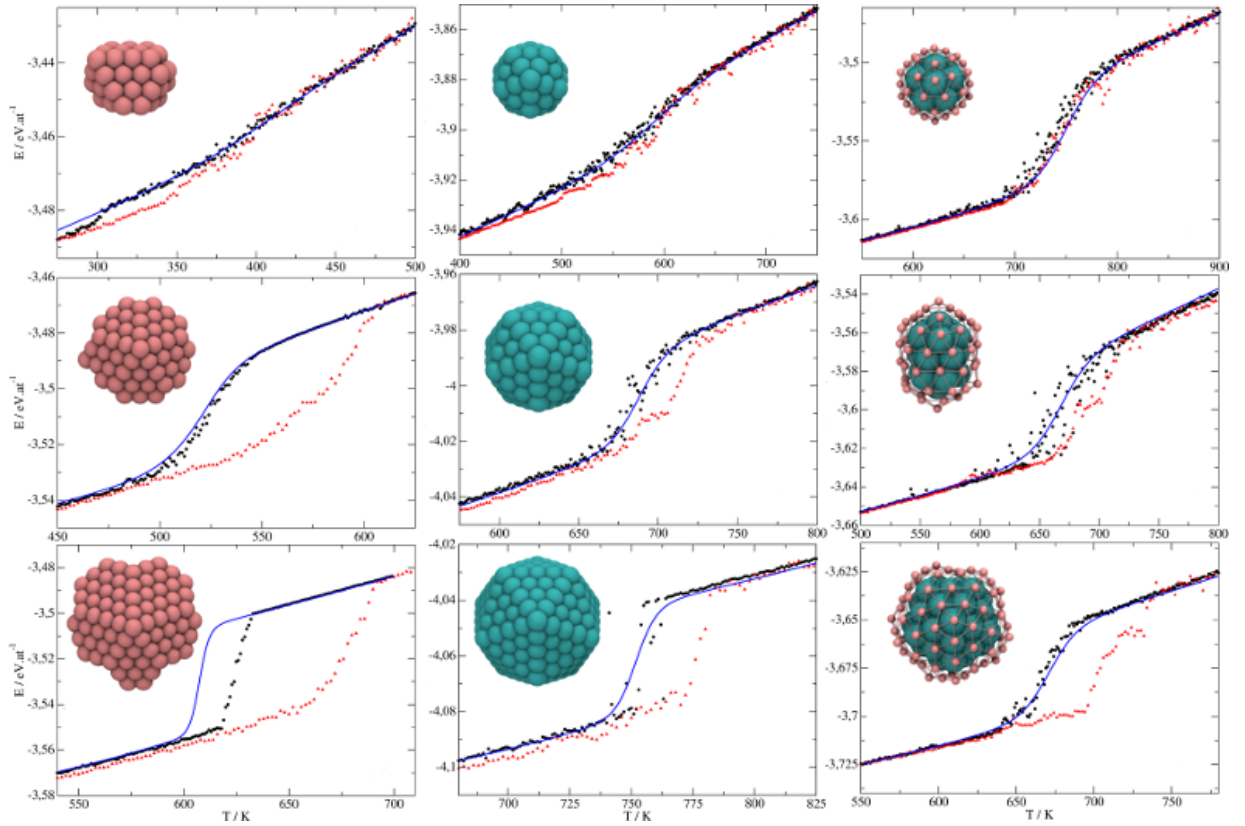 E / eV.at⁻¹
-3,44
-3,46
-3,48
300 350 400 450 500
-3,86
-3,88
-3,9
-3,92
-3,94
400 500 600 700
-3,5
-3,55
-3,6
600 700 800 900
E / eV.at⁻¹
-3,46
-3,48
-3,5
-3,52
-3,54
450 500 550 600
-3,96
-3,98
-4
-4,02
-4,04
600 650 700 750 800
-3,54
-3,56
-3,58
-3,6
-3,62
-3,64
-3,66
500 550 600 650 700 750 800
E / eV.at⁻¹
-3,48
-3,5
-3,52
-3,54
-3,56
-3,58
550 600 650 700
T / K
-4,02
-4,04
-4,06
-4,08
-4,1
700 725 750 775 800 825
T / K
-3,625
-3,65
-3,675
-3,7
-3,725
550 600 650 700 750
T / K